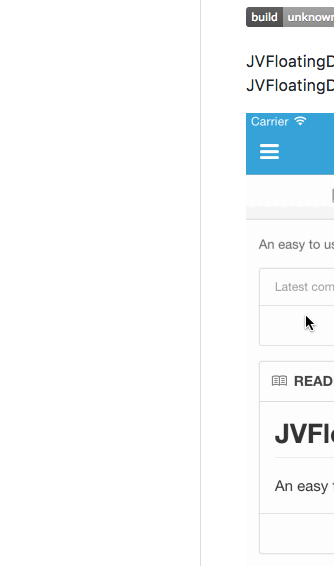 build unknown
JVFloatingD
JVFloatingD
Carrier
An easy to us
Latest com
READ
JVFlo
An easy t